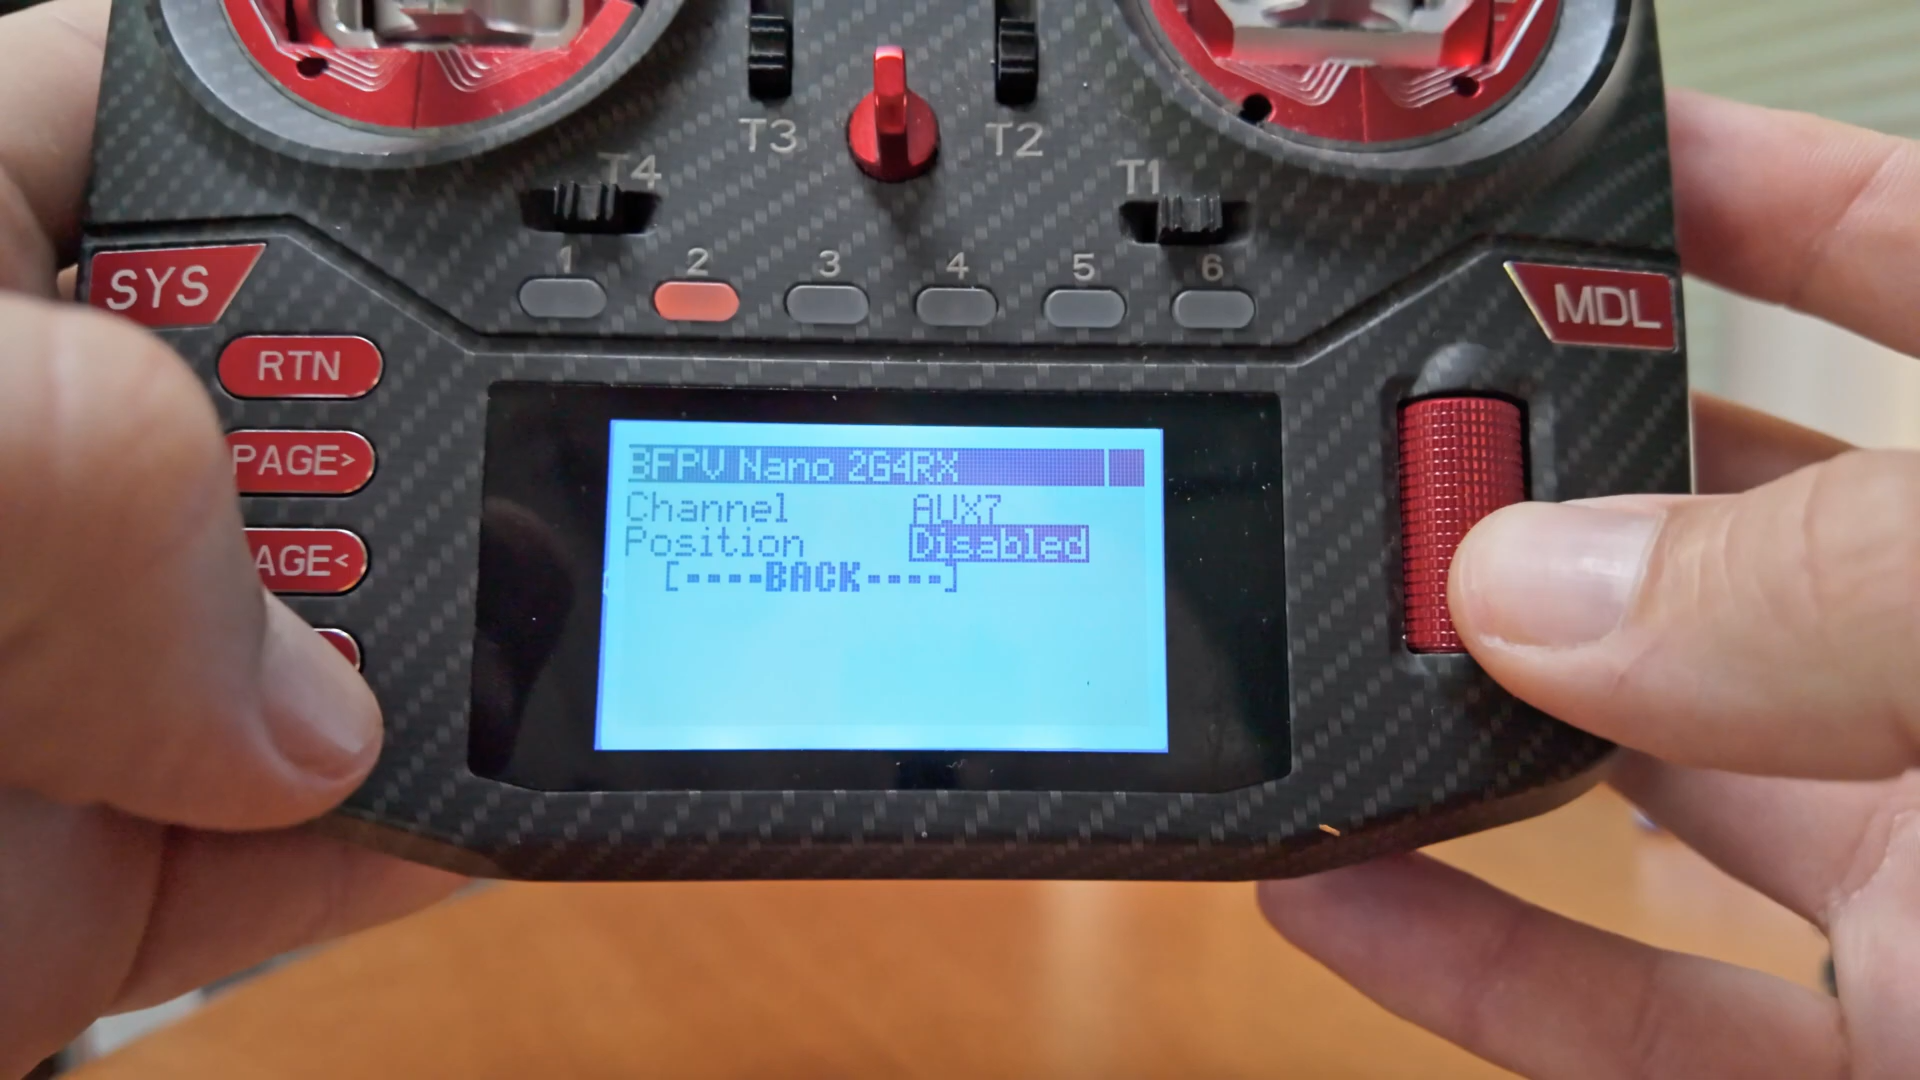 T3
T2
T4
T1
1 2 3 4 5 6
SYS
MDL
RTN
PAGE>
AGE<
BFPV Nano 2G4RX
Channel AUX7
Position Disabled
[----BACK----]